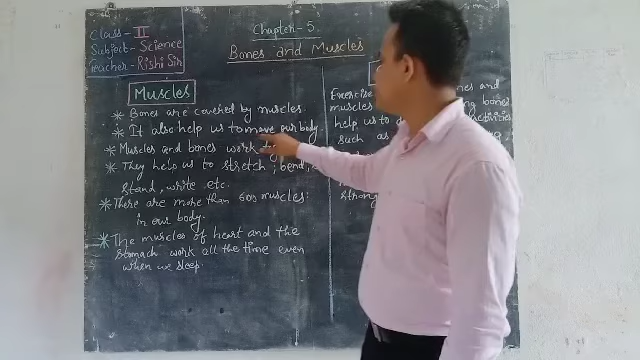 Class - II
Subject - Science
Teacher - Rishi Sir
Chapter - 5.
Bones and Muscles
Muscles
* Bones are covered by muscles.
* It also help us to move our body.
* Muscles and bones work
* They help us to stretch, bend,
stand, write etc.
* There are more than 600 muscles
in our body.
* The muscles of heart and the
stomach work all the time even
when we sleep
Exercise and
muscles bones
help us to
such as
strong